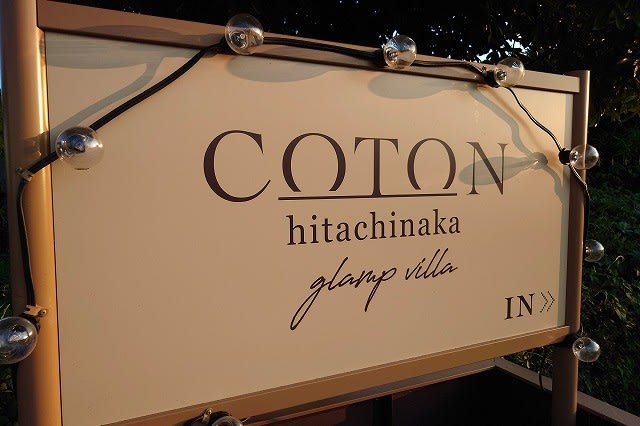 COTON
hitachinaka
glamp villa
IN